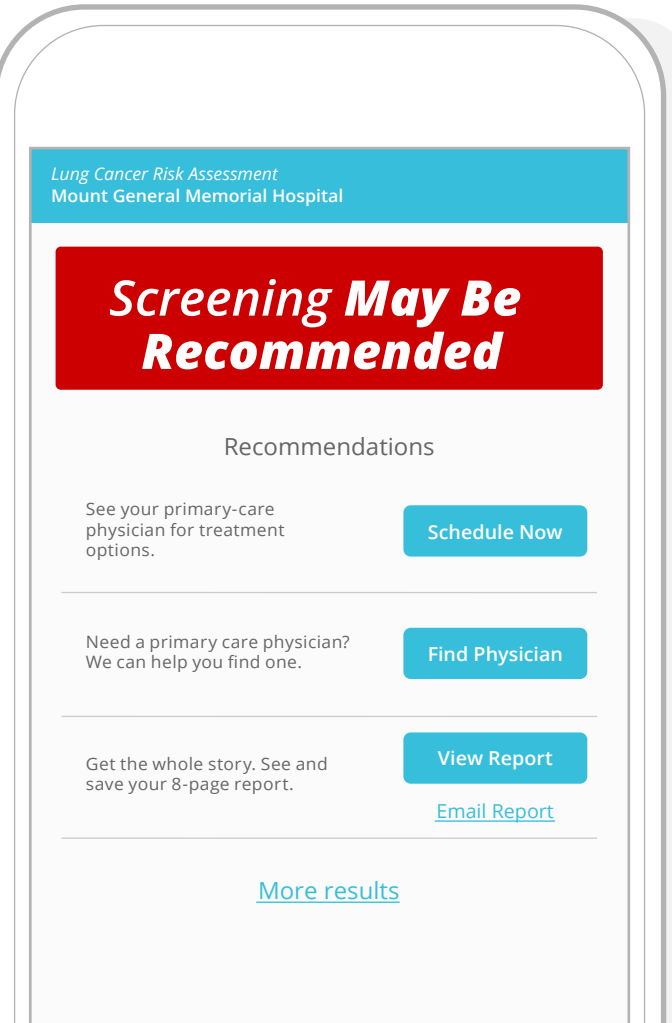 Lung Cancer Risk Assessment
Mount General Memorial Hospital
Screening May Be
Recommended
Recommendations
See your primary-care
physician for treatment
options.
Schedule Now
Need a primary care physician?
We can help you find one.
Find Physician
Get the whole story. See and
save your 8-page report.
View Report
Email Report
More results